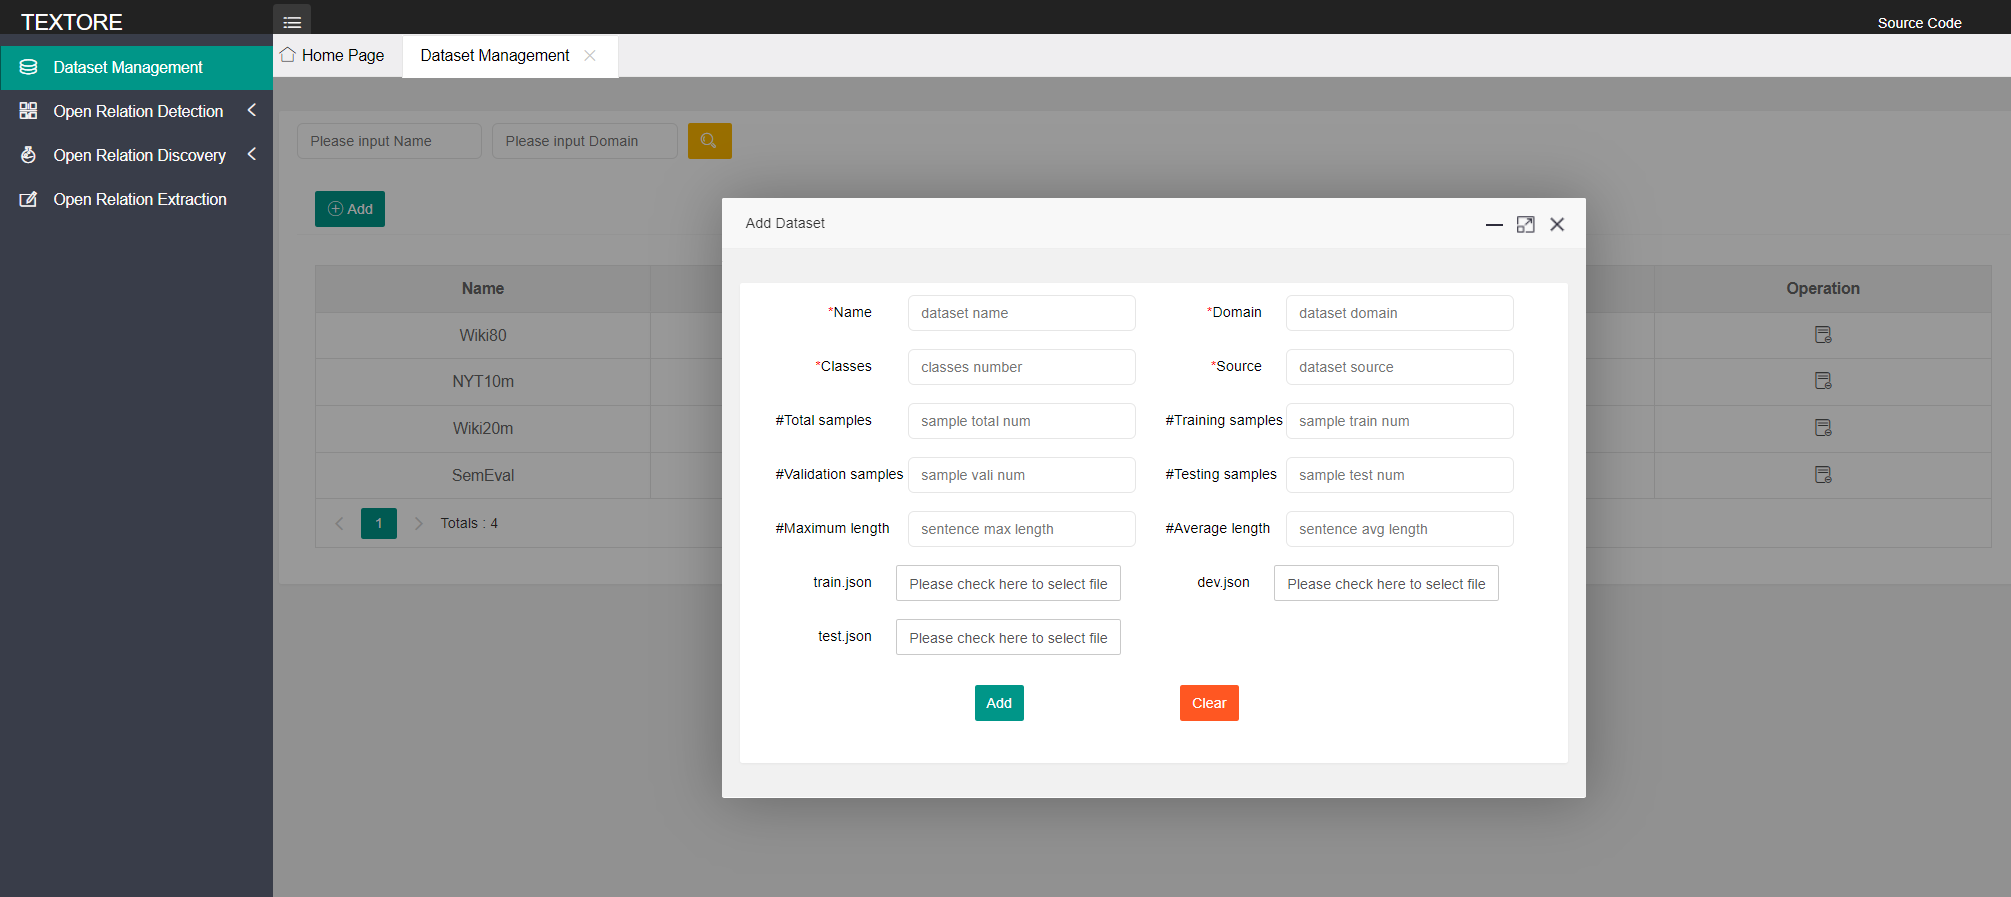 TEXTORE
Source Code
Dataset Management
Open Relation Detection
Open Relation Discovery
Open Relation Extraction
Home Page
Dataset Management
Please input Name
Please input Domain
Add
Name
Operation
Wiki80
NYT10m
Wiki20m
SemEval
1
Totals : 4
Add Dataset
*Name
dataset name
*Domain
dataset domain
*Classes
classes number
*Source
dataset source
#Total samples
sample total num
#Training samples
sample train num
#Validation samples
sample vali num
#Testing samples
sample test num
#Maximum length
sentence max length
#Average length
sentence avg length
train.json
Please check here to select file
dev.json
Please check here to select file
test.json
Please check here to select file
Add
Clear